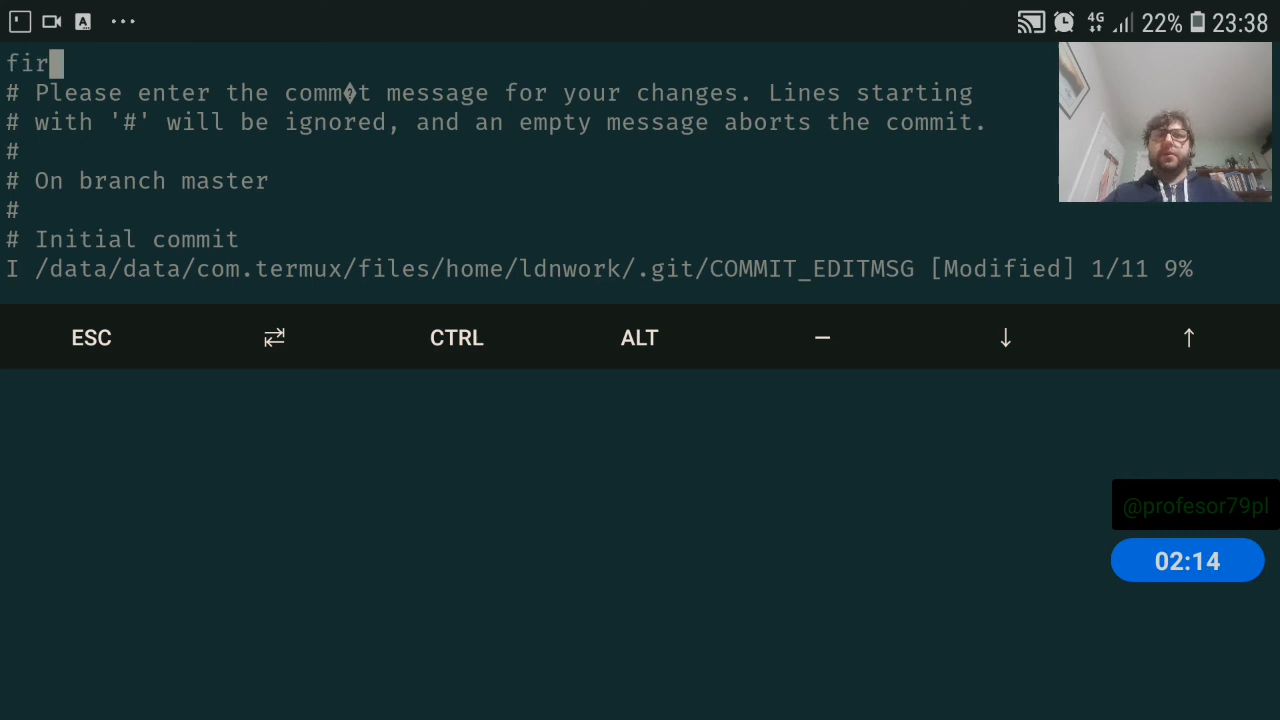 A
4G 22% 23:38
fir
# Please enter the comm�t message for your changes. Lines starting
# with '#' will be ignored, and an empty message aborts the commit.
#
# On branch master
#
# Initial commit
I /data/data/com.termux/files/home/ldnwork/.git/COMMIT_EDITMSG [Modified] 1/11 9%
ESC ⇄ CTRL ALT – ↓ ↑
@profesor79pl
02:14